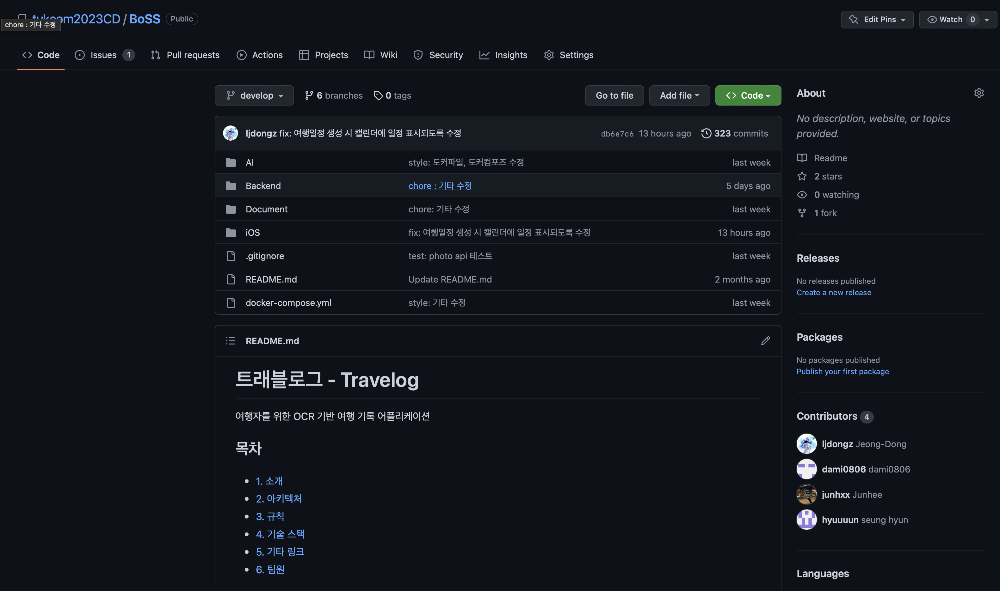 tukcom2023CD / BoSS Public
chore : 기타 수정
Edit Pins
Watch 0
Code
Issues 1
Pull requests
Actions
Projects
Wiki
Security
Insights
Settings
develop
6 branches
0 tags
Go to file
Add file
Code
ljdongz fix: 여행일정 생성 시 캘린더에 일정 표시되도록 수정 db6e7c6 13 hours ago 323 commits
AI style: 도커파일, 도커컴포즈 수정 last week
Backend chore : 기타 수정 5 days ago
Document chore: 기타 수정 last week
iOS fix: 여행일정 생성 시 캘린더에 일정 표시되도록 수정 13 hours ago
.gitignore test: photo api 테스트 last week
README.md Update README.md 2 months ago
docker-compose.yml style: 기타 수정 last week
README.md
트래블로그 - Travelog
여행자를 위한 OCR 기반 여행 기록 어플리케이션
목차
1. 소개
2. 아키텍처
3. 규칙
4. 기술 스택
5. 기타 링크
6. 팀원
About
No description, website, or topics
provided.
Readme
2 stars
0 watching
1 fork
Releases
No releases published
Create a new release
Packages
No packages published
Publish your first package
Contributors 4
ljdongz Jeong-Dong
dami0806 dami0806
junhxx Junhee
hyuuuun seung hyun
Languages